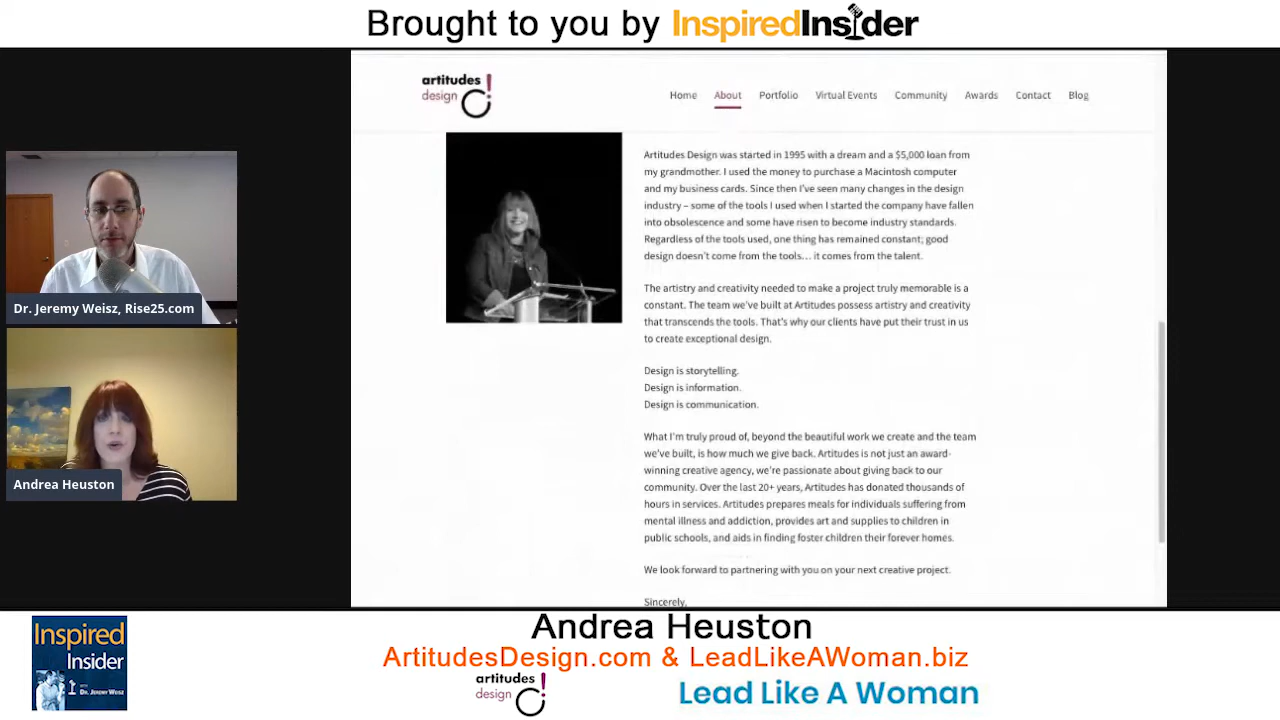 Brought to you by InspiredInsider
artitudes
design
Home About Portfolio Virtual Events Community Awards Contact Blog
Artitudes Design was started in 1995 with a dream and a $5,000 loan from
my grandmother. I used the money to purchase a Macintosh computer
and my business cards. Since then I've seen many changes in the design
industry – some of the tools I used when I started the company have fallen
into obsolescence and some have risen to become industry standards.
Regardless of the tools used, one thing has remained constant; good
design doesn't come from the tools… it comes from the talent.
The artistry and creativity needed to make a project truly memorable is a
constant. The team we've built at Artitudes possess artistry and creativity
that transcends the tools. That's why our clients have put their trust in us
to create exceptional design.
Design is storytelling.
Design is information.
Design is communication.
What I'm truly proud of, beyond the beautiful work we create and the team
we've built, is how much we give back. Artitudes is not just an award-
winning creative agency, we're passionate about giving back to our
community. Over the last 20+ years, Artitudes has donated thousands of
hours in services. Artitudes prepares meals for individuals suffering from
mental illness and addiction, provides art and supplies to children in
public schools, and aids in finding foster children their forever homes.
We look forward to partnering with you on your next creative project.
Sincerely,
Dr. Jeremy Weisz, Rise25.com
Andrea Heuston
Inspired
Insider
WITH
DR. JEREMY WEISZ
Andrea Heuston
ArtitudesDesign.com & LeadLikeAWoman.biz
artitudes
design
Lead Like A Woman